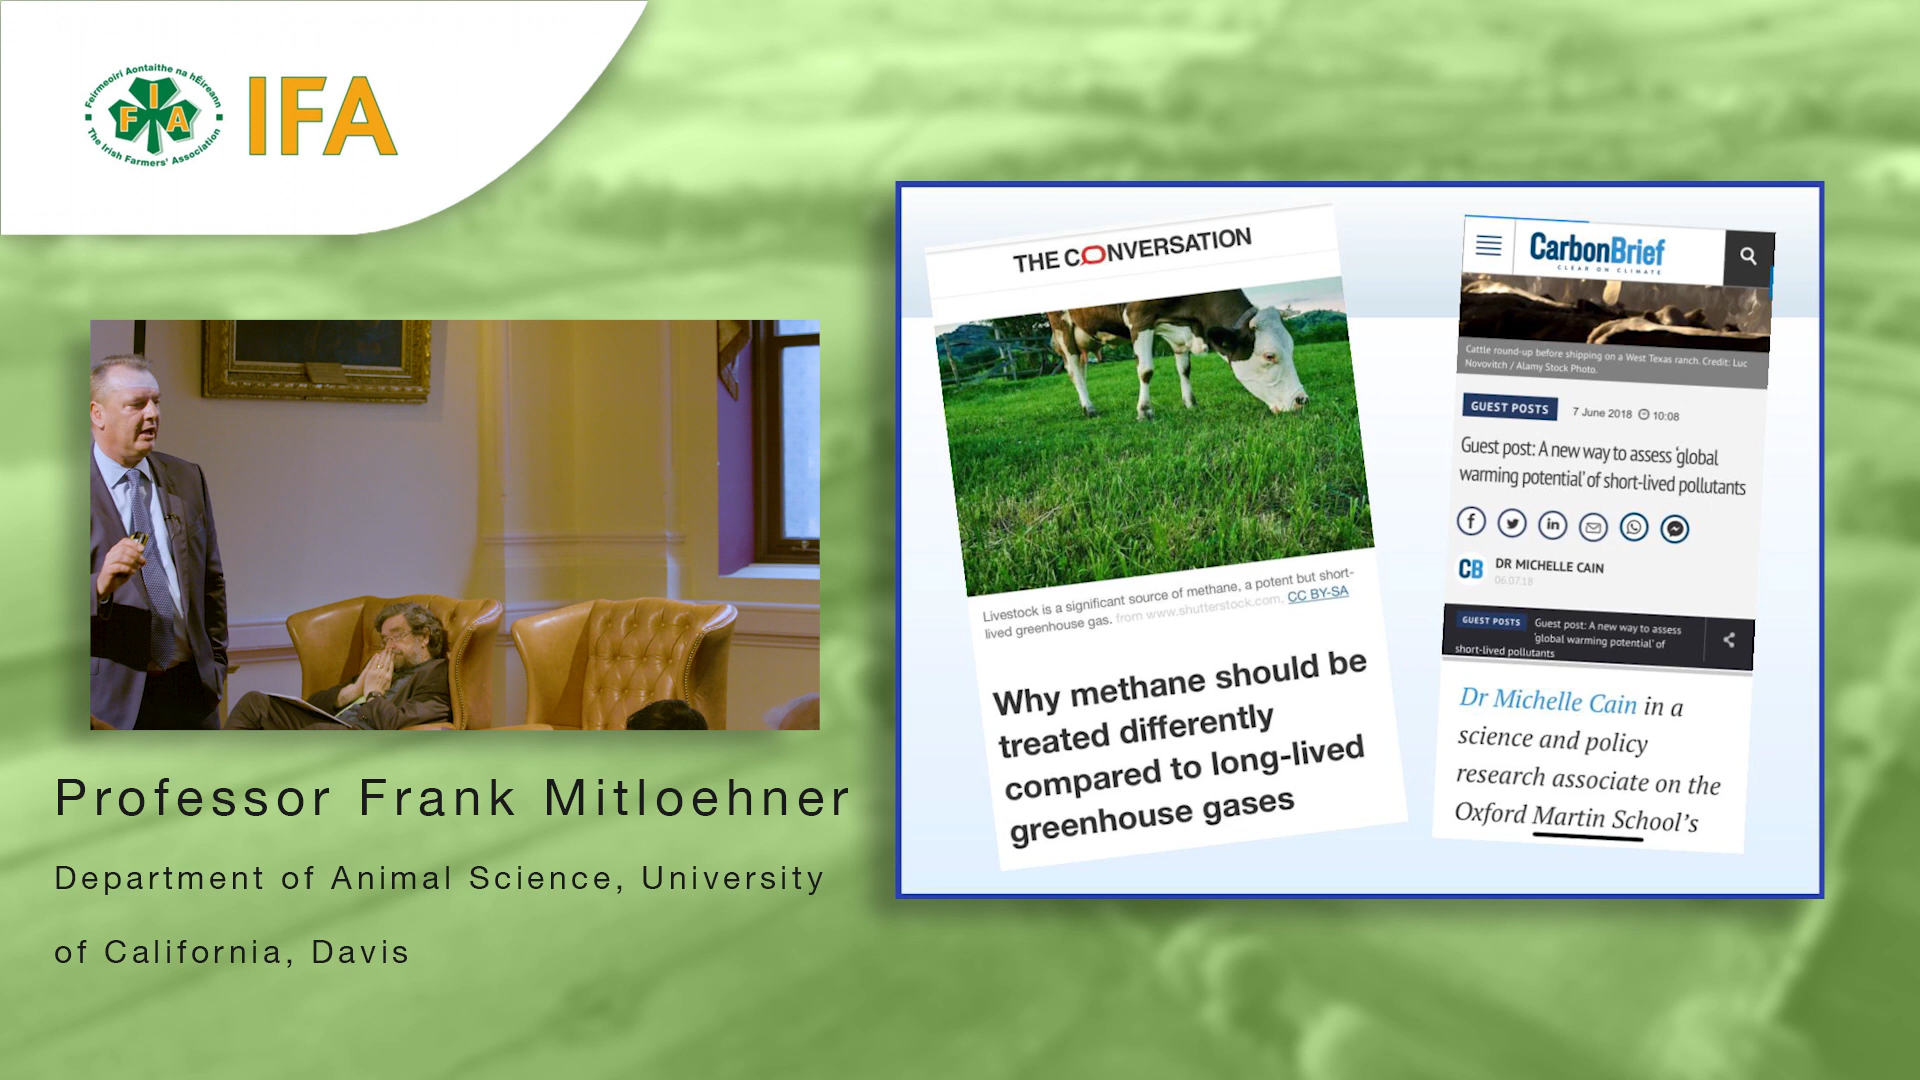 Feirmeoirí Aontaithe na hÉireann
F I A
The Irish Farmers' Association
IFA
Professor Frank Mitloehner
Department of Animal Science, University
of California, Davis
THE CONVERSATION
Livestock is a significant source of methane, a potent but short-
lived greenhouse gas. from www.shutterstock.com, CC BY-SA
Why methane should be
treated differently
compared to long-lived
greenhouse gases
CarbonBrief
CLEAR ON CLIMATE
Cattle round-up before shipping on a West Texas ranch. Credit: Luc
Novovitch / Alamy Stock Photo.
GUEST POSTS 7 June 2018 10:08
Guest post: A new way to assess 'global
warming potential' of short-lived pollutants
CB DR MICHELLE CAIN
06.07.18
GUEST POSTS Guest post: A new way to assess
'global warming potential' of
short-lived pollutants
Dr Michelle Cain in a
science and policy
research associate on the
Oxford Martin School's